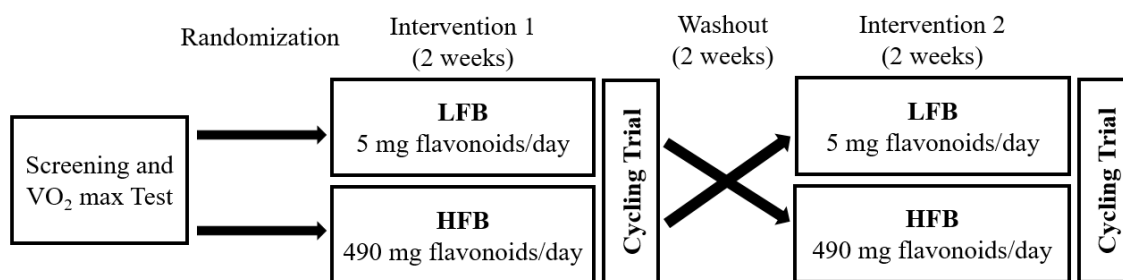 Randomization
Intervention 1
(2 weeks)
Washout
(2 weeks)
Intervention 2
(2 weeks)
Screening and
VO₂ max Test
LFB
5 mg flavonoids/day
HFB
490 mg flavonoids/day
Cycling Trial
LFB
5 mg flavonoids/day
HFB
490 mg flavonoids/day
Cycling Trial